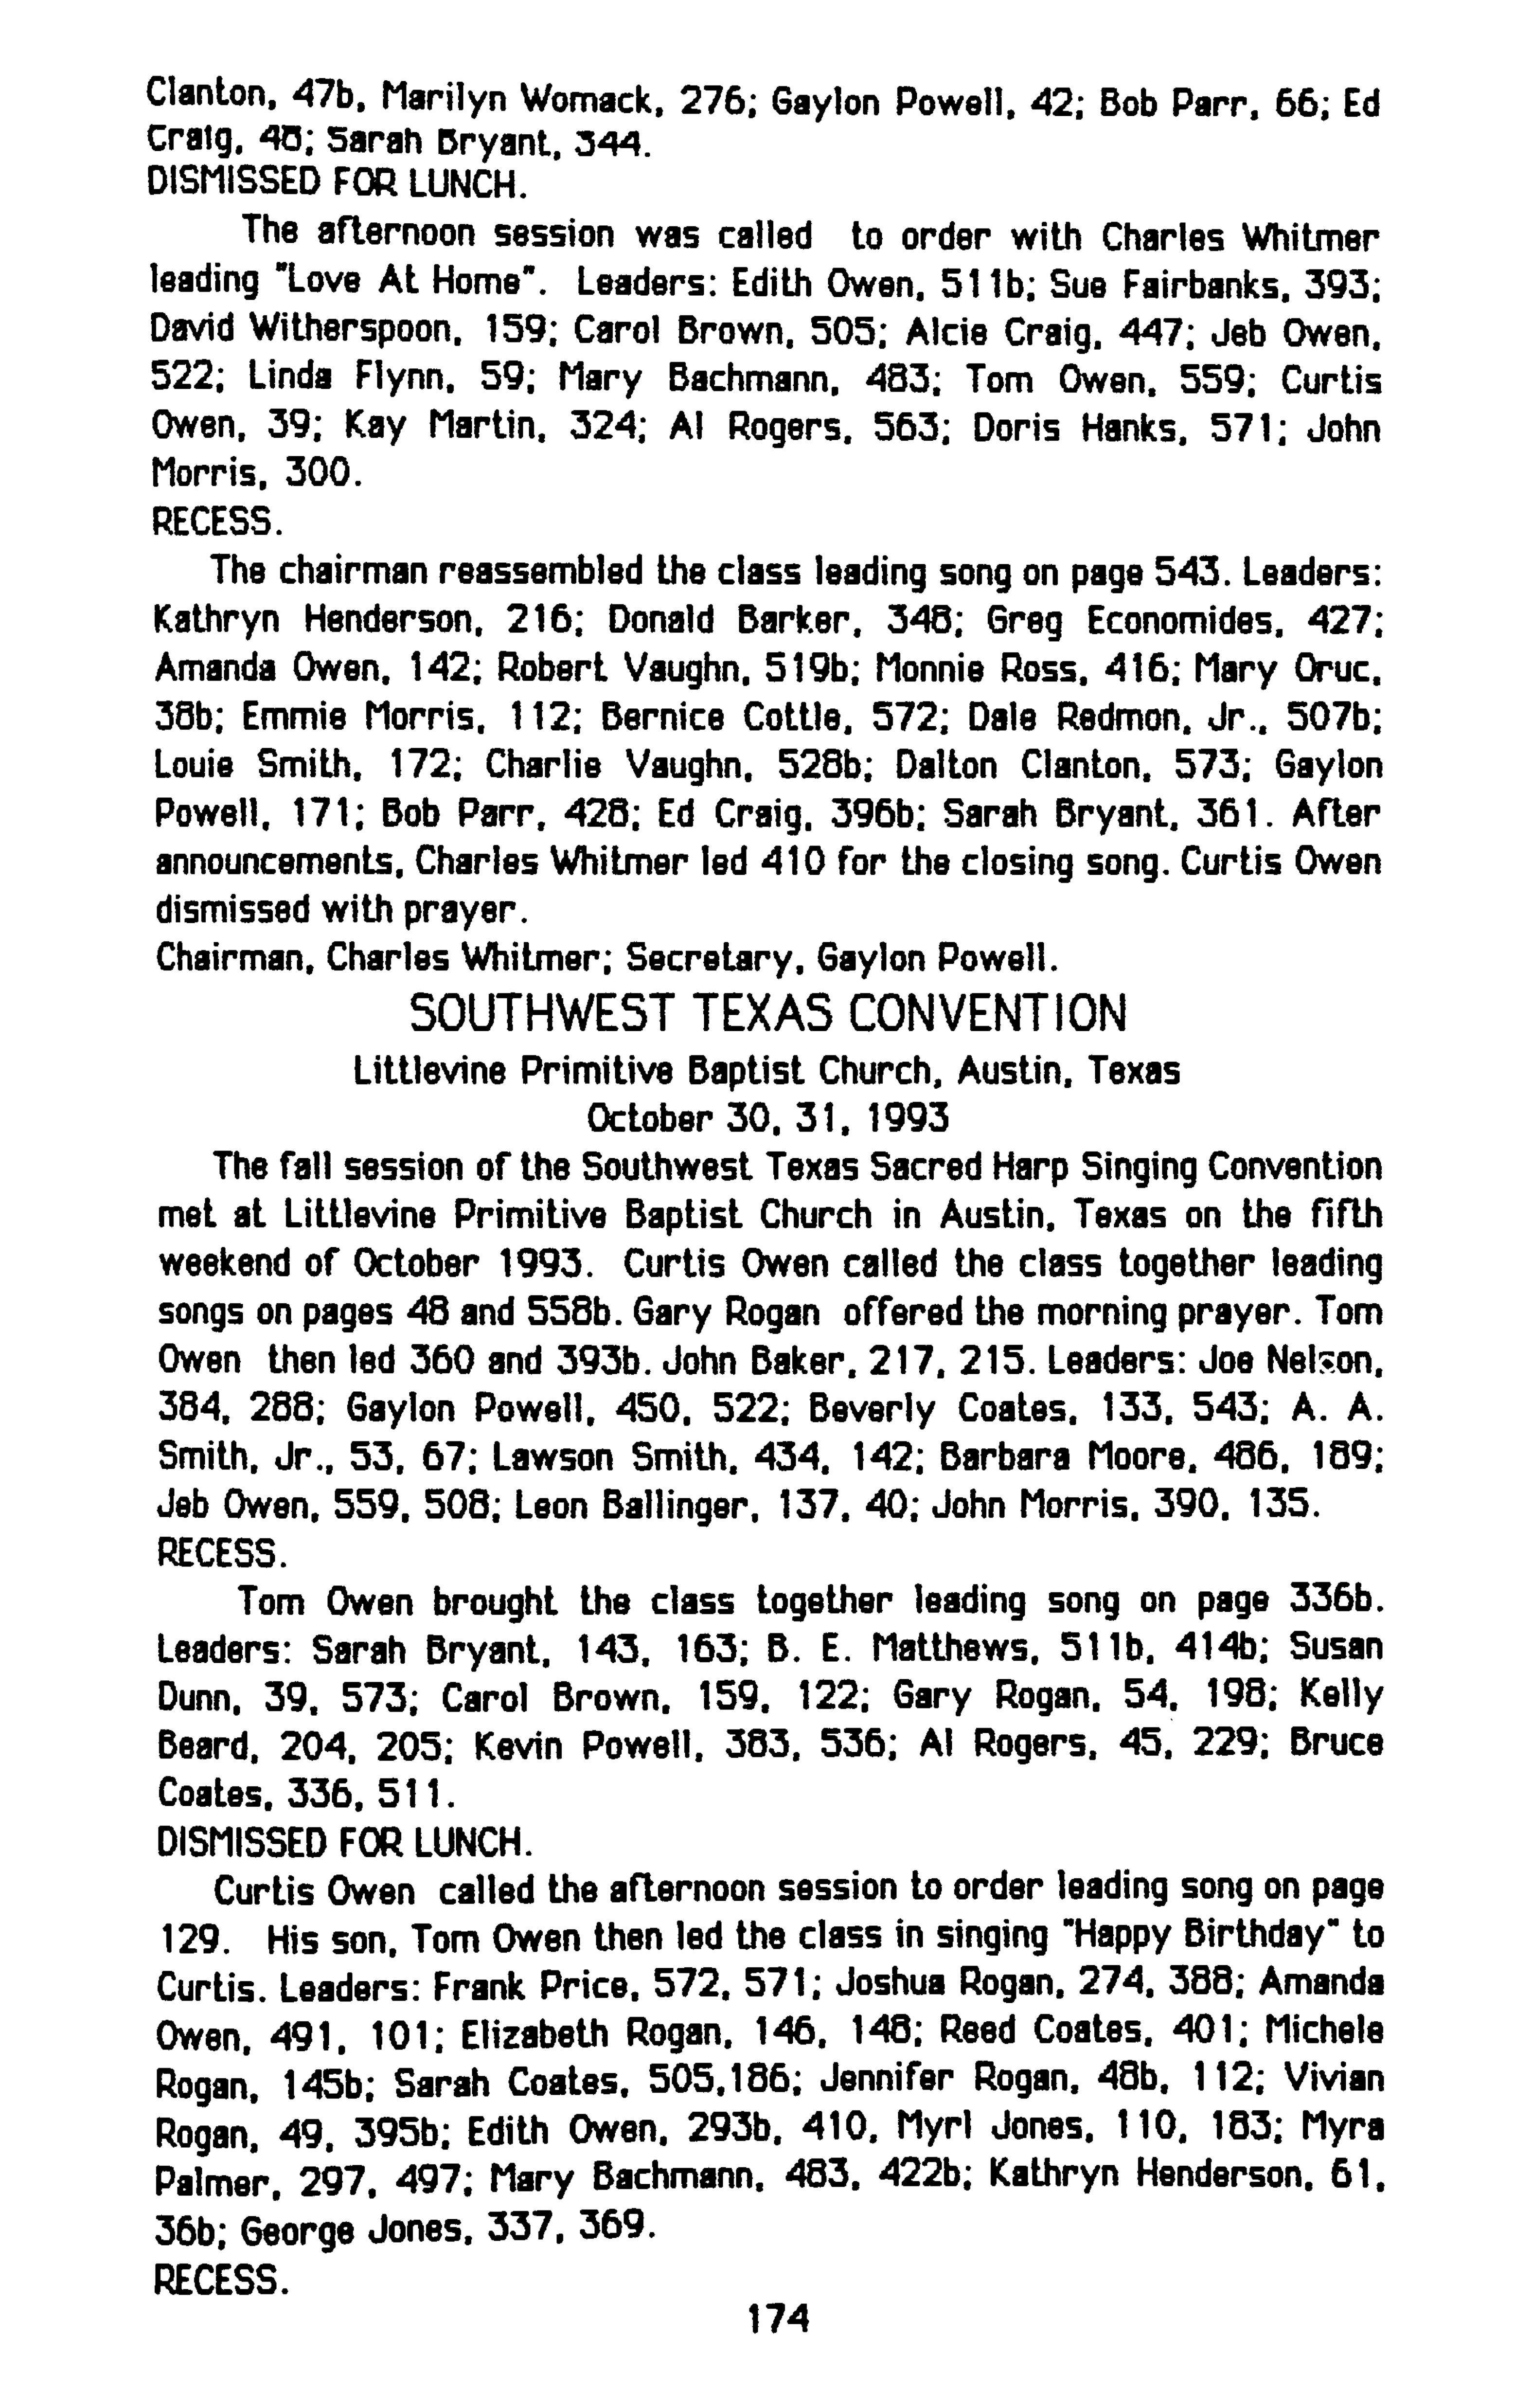 Clanton, 47b, Marilyn Womack, 276; Gaylon Powell, 42; Bob Parr, 66; Ed
Craig, 48; Sarah Bryant, 344.
DISMISSED FOR LUNCH.
The afternoon session was called to order with Charles Whitmer
leading "Love At Home". Leaders: Edith Owen, 511b; Sue Fairbanks, 393;
David Witherspoon, 159; Carol Brown, 505; Alcie Craig, 447; Jeb Owen,
522; Linda Flynn, 59; Mary Bachmann, 483; Tom Owen, 559; Curtis
Owen, 39; Kay Martin, 324; Al Rogers, 563; Doris Hanks, 571; John
Morris, 300.
RECESS.
The chairman reassembled the class leading song on page 543. Leaders:
Kathryn Henderson, 216; Donald Barker, 348; Greg Economides, 427;
Amanda Owen, 142; Robert Vaughn, 519b; Monnie Ross, 416; Mary Oruc,
38b; Emmie Morris, 112; Bernice Cottle, 572; Dale Redmon, Jr., 507b;
Louie Smith, 172; Charlie Vaughn, 528b; Dalton Clanton, 573; Gaylon
Powell, 171; Bob Parr, 428; Ed Craig, 396b; Sarah Bryant, 361. After
announcements, Charles Whitmer led 410 for the closing song. Curtis Owen
dismissed with prayer.
Chairman, Charles Whitmer; Secretary, Gaylon Powell.
SOUTHWEST TEXAS CONVENTION
Littlevine Primitive Baptist Church, Austin, Texas
October 30, 31, 1993
The fall session of the Southwest Texas Sacred Harp Singing Convention
met at Littlevine Primitive Baptist Church in Austin, Texas on the fifth
weekend of October 1993. Curtis Owen called the class together leading
songs on pages 48 and 558b. Gary Rogan offered the morning prayer. Tom
Owen then led 360 and 393b. John Baker, 217, 215. Leaders: Joe Nelson,
384, 288; Gaylon Powell, 450, 522; Beverly Coates, 133, 543; A. A.
Smith, Jr., 53, 67; Lawson Smith, 434, 142; Barbara Moore, 486, 189;
Jeb Owen, 559, 508; Leon Ballinger, 137, 40; John Morris, 390, 135.
RECESS.
Tom Owen brought the class together leading song on page 336b.
Leaders: Sarah Bryant, 143, 163; B. E. Matthews, 511b, 414b; Susan
Dunn, 39, 573; Carol Brown, 159, 122; Gary Rogan, 54, 198; Kelly
Beard, 204, 205; Kevin Powell, 383, 536; Al Rogers, 45, 229; Bruce
Coates, 336, 511.
DISMISSED FOR LUNCH.
Curtis Owen called the afternoon session to order leading song on page
129. His son, Tom Owen then led the class in singing "Happy Birthday" to
Curtis. Leaders: Frank Price, 572, 571; Joshua Rogan, 274, 388; Amanda
Owen, 491, 101; Elizabeth Rogan, 146, 148; Reed Coates, 401; Michele
Rogan, 145b; Sarah Coates, 505,186; Jennifer Rogan, 48b, 112; Vivian
Rogan, 49, 395b; Edith Owen, 293b, 410, Myrl Jones, 110, 183; Myra
Palmer, 297, 497; Mary Bachmann, 483, 422b; Kathryn Henderson, 61,
36b; George Jones, 337, 369.
RECESS.
174